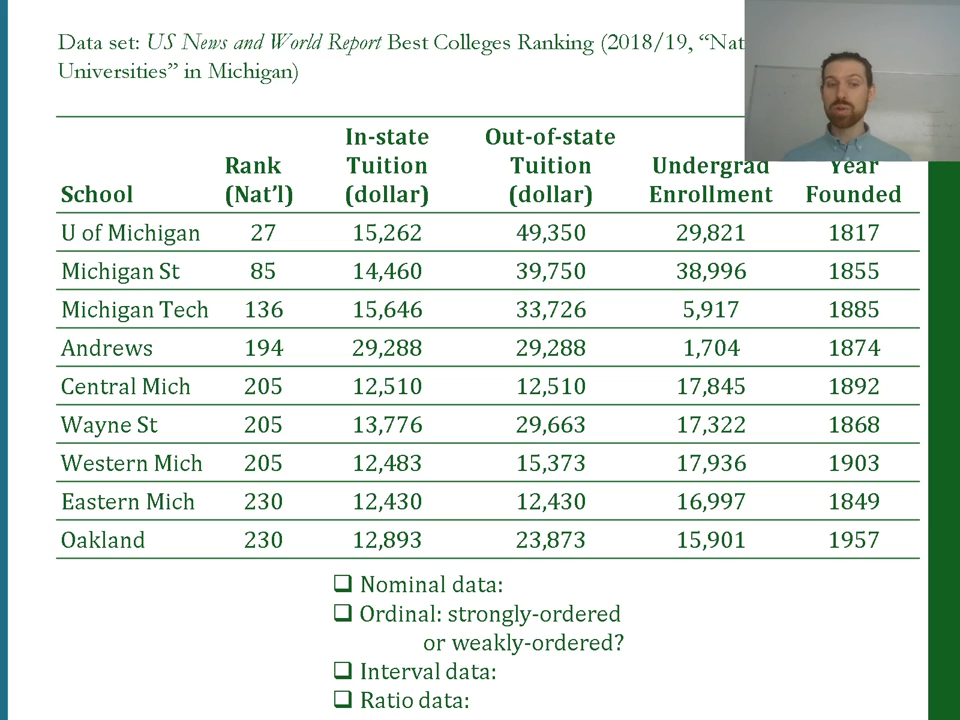 Data set: US News and World Report Best Colleges Ranking (2018/19, “Nat
Universities” in Michigan)
School Rank (Nat’l) In-state Tuition (dollar) Out-of-state Tuition (dollar) Undergrad Enrollment Year Founded
U of Michigan 27 15,262 49,350 29,821 1817
Michigan St 85 14,460 39,750 38,996 1855
Michigan Tech 136 15,646 33,726 5,917 1885
Andrews 194 29,288 29,288 1,704 1874
Central Mich 205 12,510 12,510 17,845 1892
Wayne St 205 13,776 29,663 17,322 1868
Western Mich 205 12,483 15,373 17,936 1903
Eastern Mich 230 12,430 12,430 16,997 1849
Oakland 230 12,893 23,873 15,901 1957
❑ Nominal data:
❑ Ordinal: strongly-ordered
or weakly-ordered?
❑ Interval data:
❑ Ratio data: